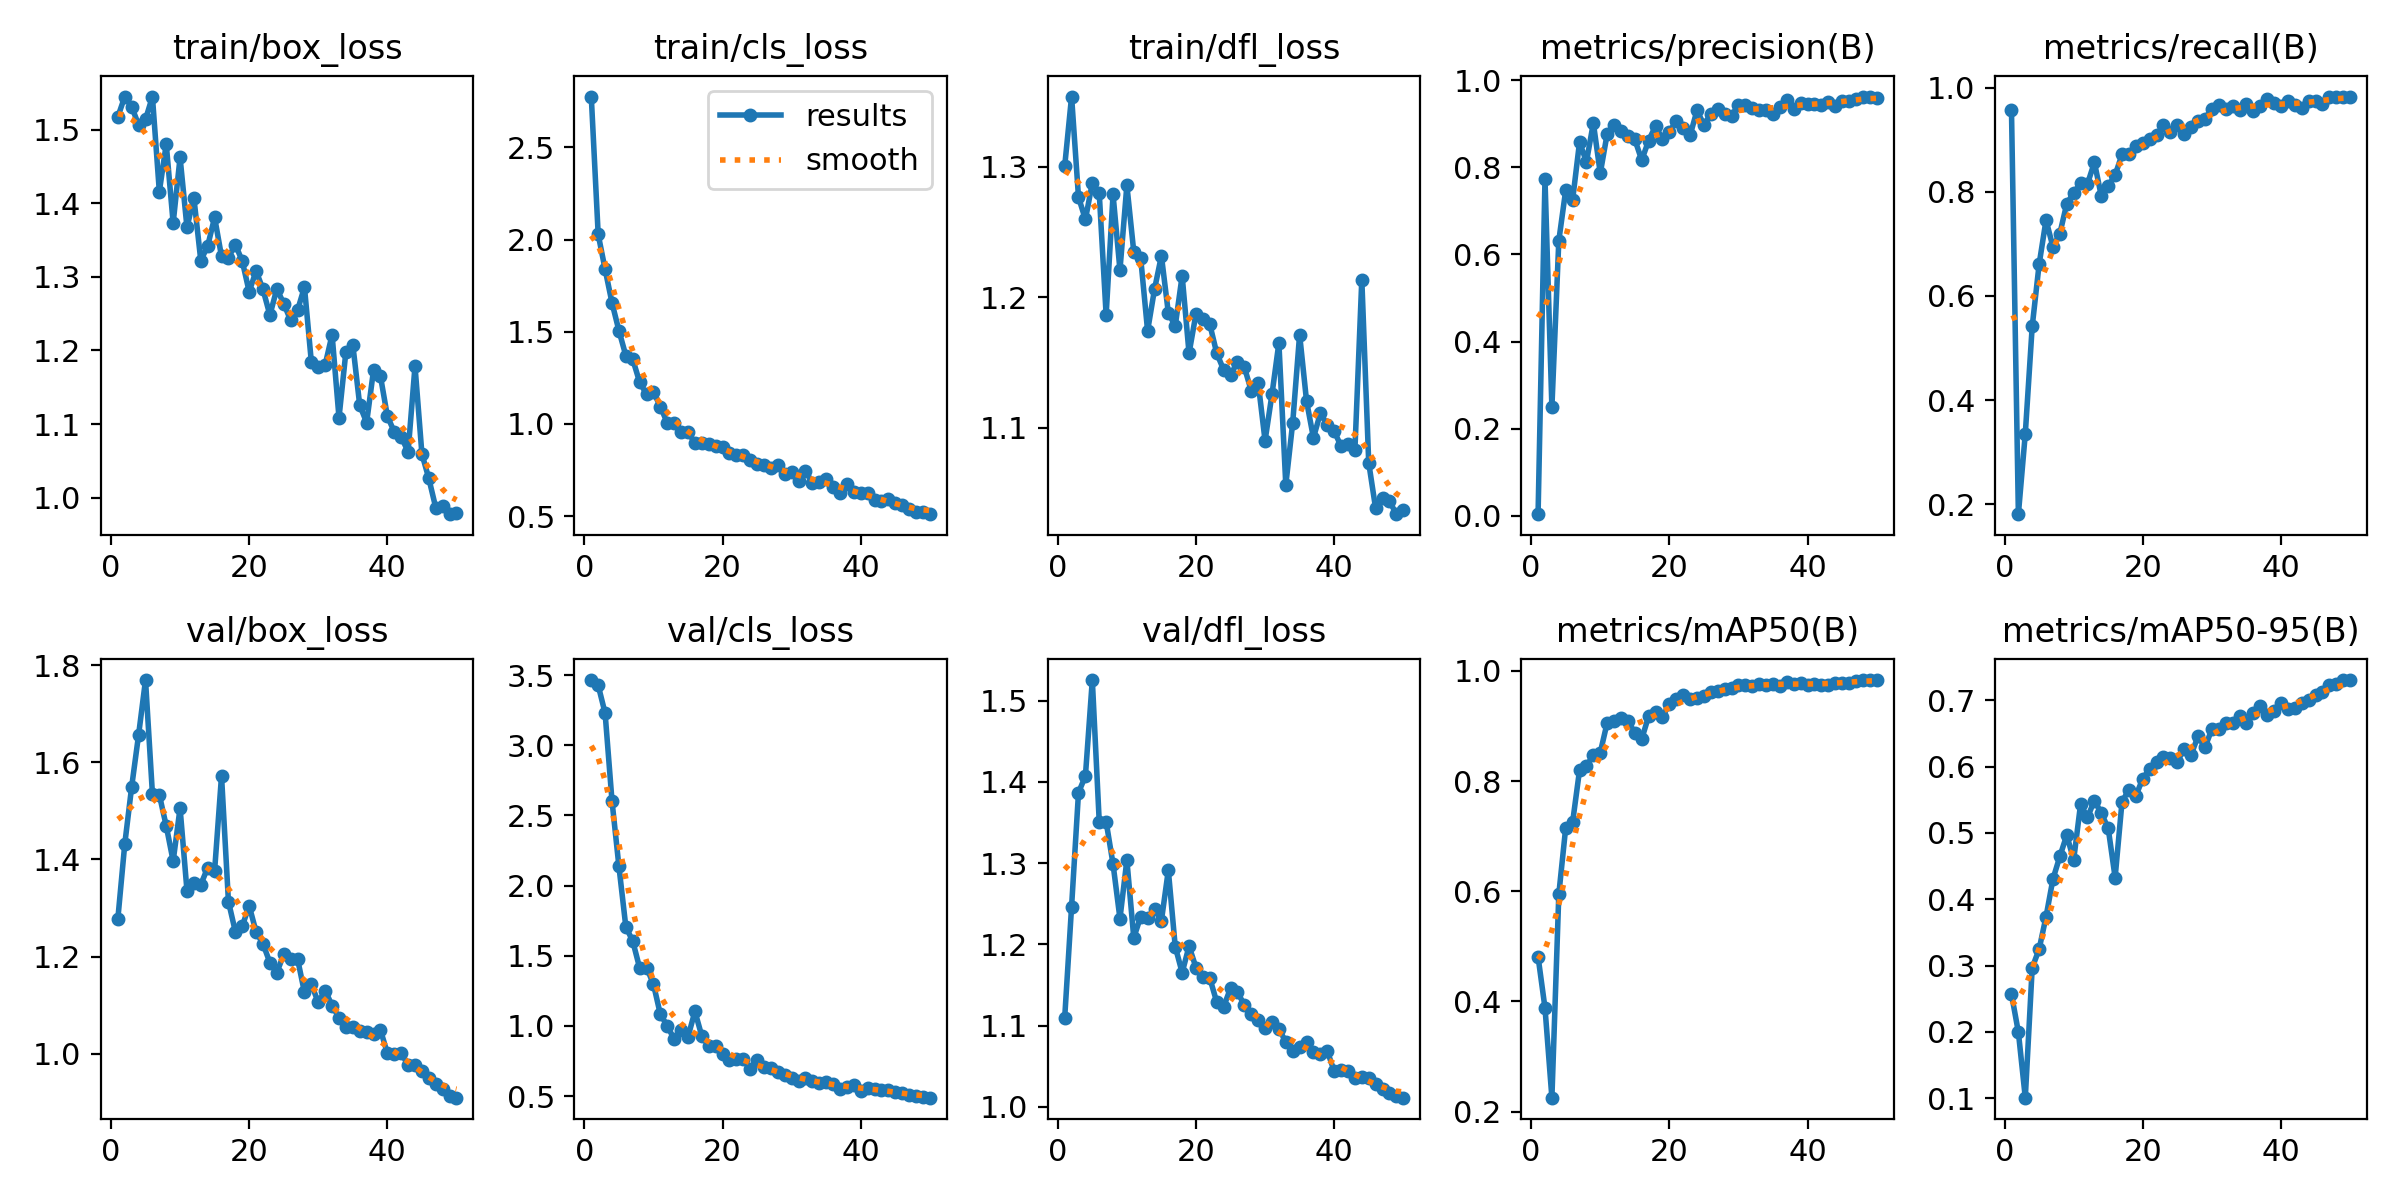 train/box_loss
1.5
1.4
1.3
1.2
1.1
1.0
0 20 40
train/cls_loss
results
smooth
2.5
2.0
1.5
1.0
0.5
0 20 40
train/dfl_loss
1.3
1.2
1.1
0 20 40
metrics/precision(B)
1.0
0.8
0.6
0.4
0.2
0.0
0 20 40
metrics/recall(B)
1.0
0.8
0.6
0.4
0.2
0 20 40
val/box_loss
1.8
1.6
1.4
1.2
1.0
0 20 40
val/cls_loss
3.5
3.0
2.5
2.0
1.5
1.0
0.5
0 20 40
val/dfl_loss
1.5
1.4
1.3
1.2
1.1
1.0
0 20 40
metrics/mAP50(B)
1.0
0.8
0.6
0.4
0.2
0 20 40
metrics/mAP50-95(B)
0.7
0.6
0.5
0.4
0.3
0.2
0.1
0 20 40